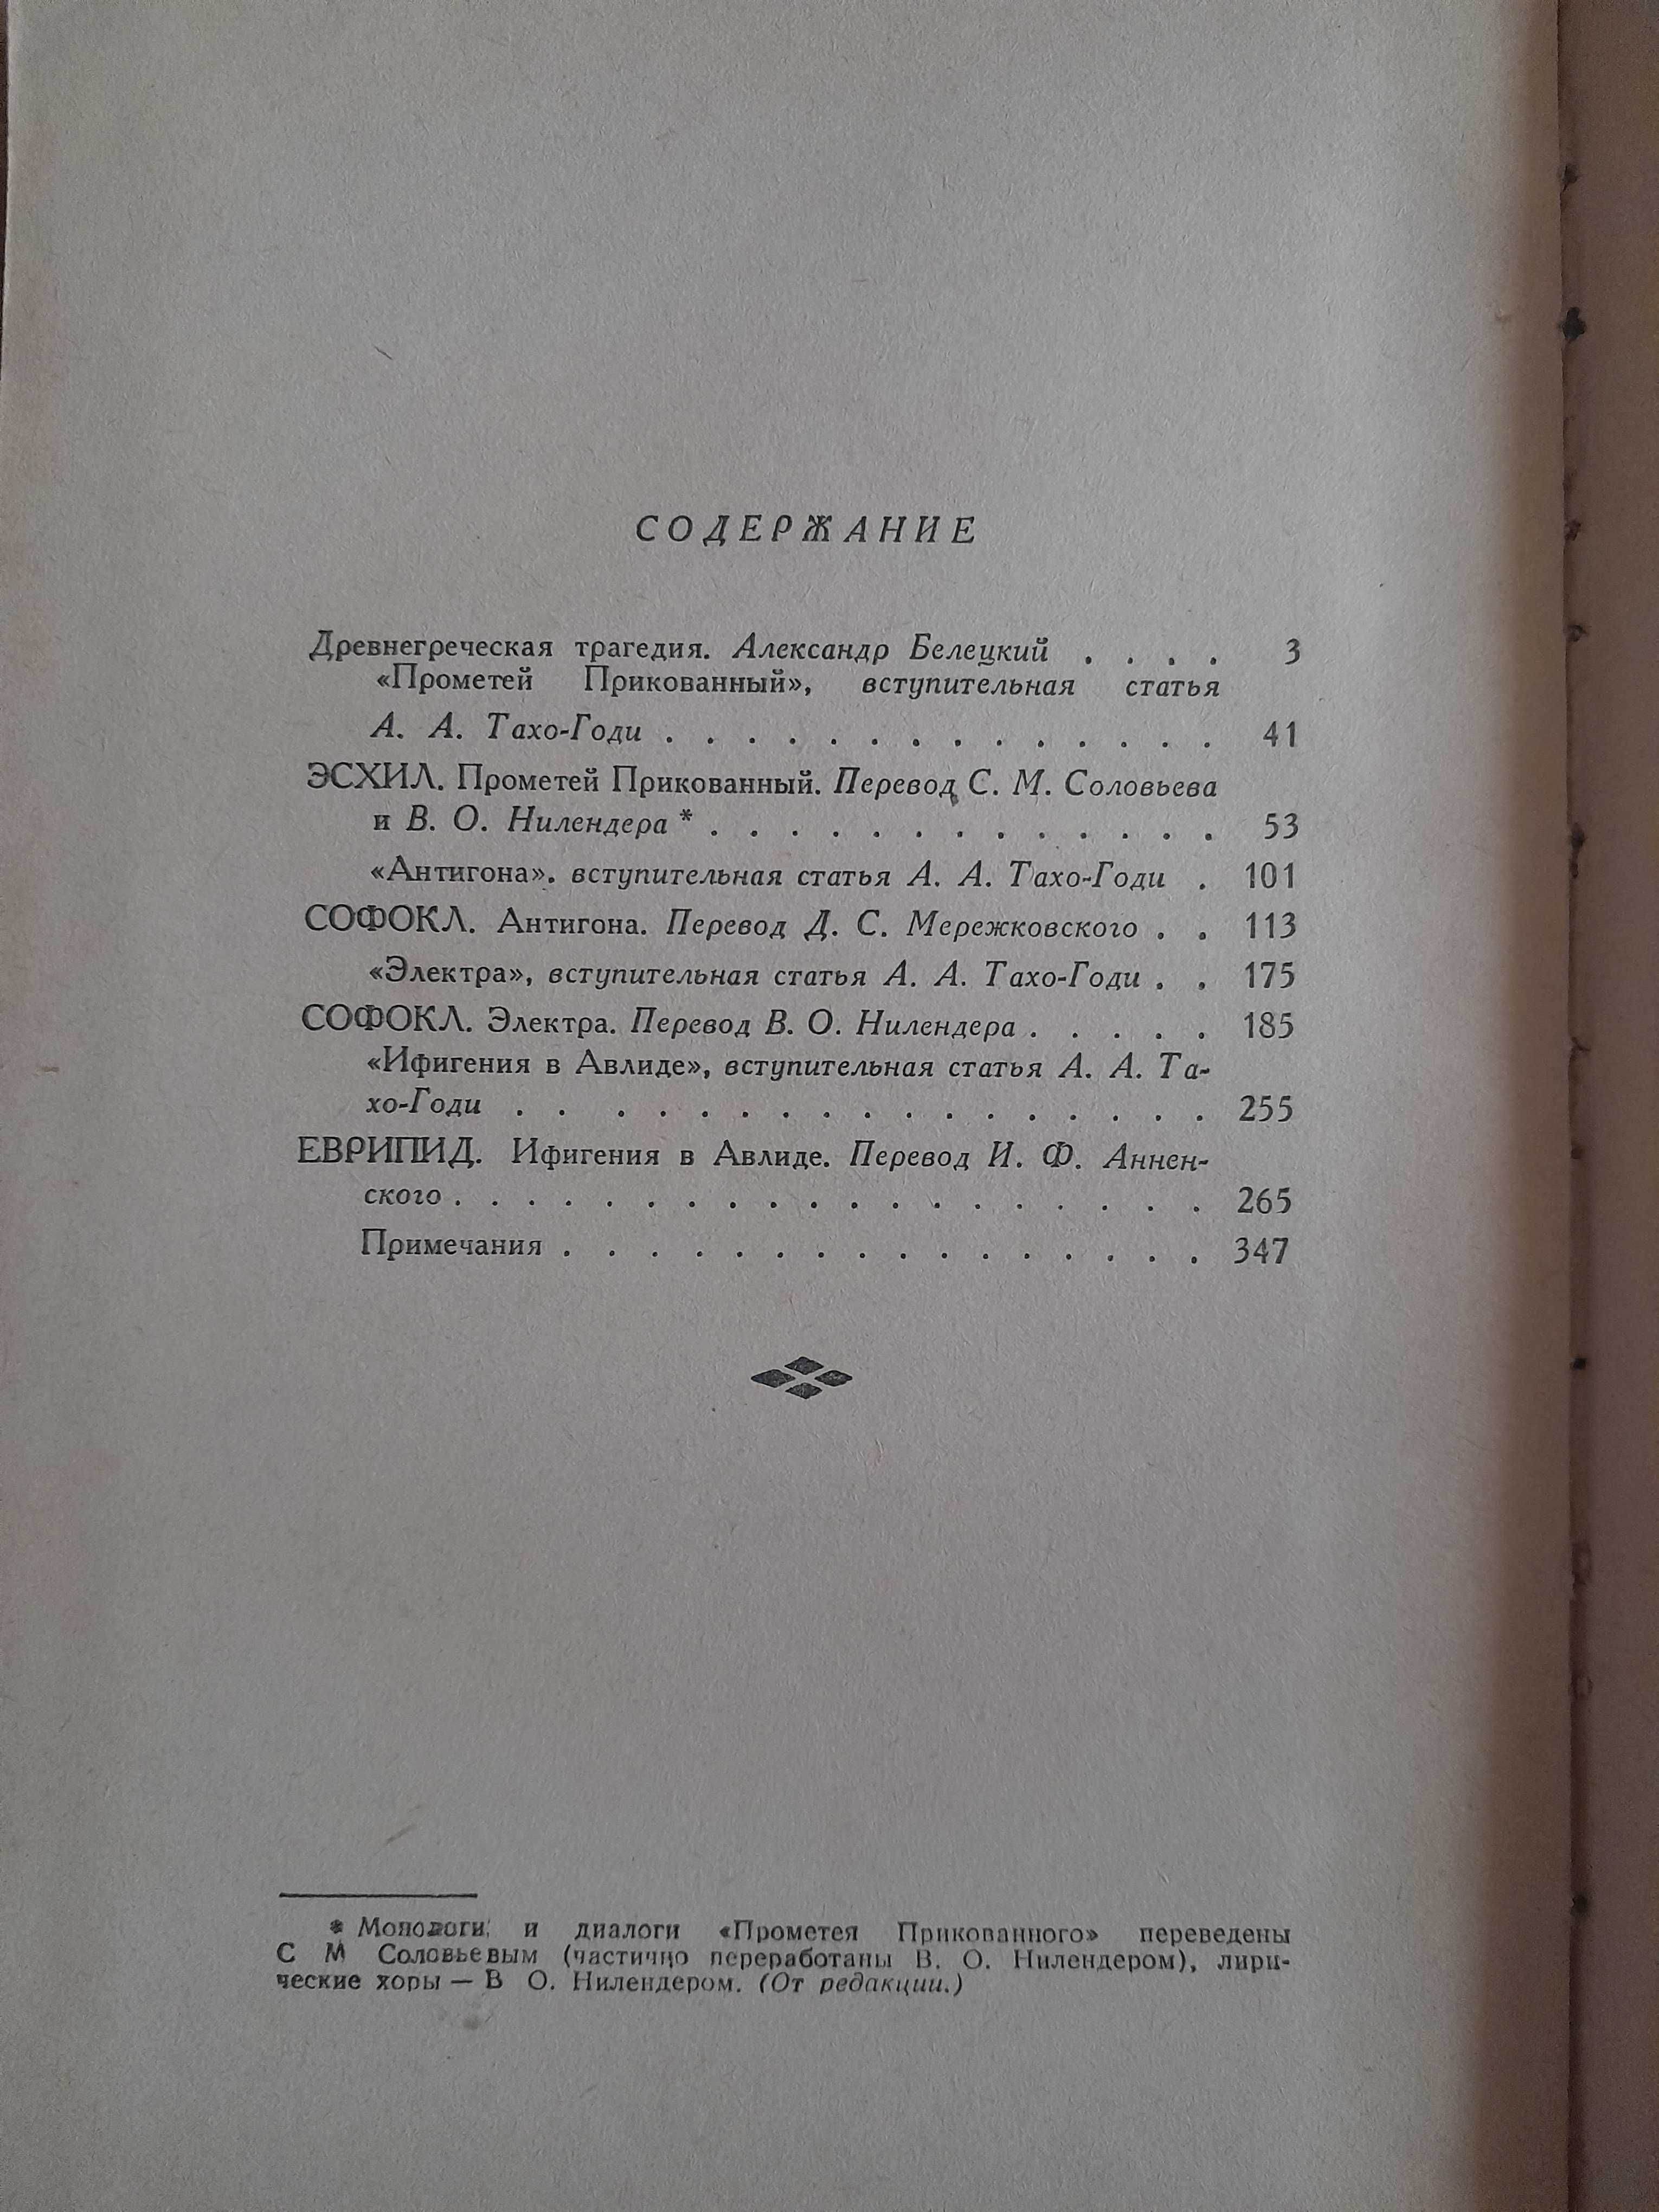 СОДЕРЖАНИЕ
Древнегреческая трагедия. Александр Белецкий . . . . 3
«Прометей Прикованный», вступительная статья
А. А. Тахо-Годи . . . . . . . . . . . . . . 41
ЭСХИЛ. Прометей Прикованный. Перевод С. М. Соловьева
и В. О. Нилендера * . . . . . . . . . . . . . 53
«Антигона». вступительная статья А. А. Тахо-Годи . 101
СОФОКЛ. Антигона. Перевод Д. С. Мережковского . . 113
«Электра», вступительная статья А. А. Тахо-Годи . . 175
СОФОКЛ. Электра. Перевод В. О. Нилендера . . . . . 185
«Ифигения в Авлиде», вступительная статья А. А. Та-
хо-Годи . . . . . . . . . . . . . . . . . 255
ЕВРИПИД. Ифигения в Авлиде. Перевод И. Ф. Аннен-
ского . . . . . . . . . . . . . . . . . . . 265
Примечания . . . . . . . . . . . . . . . . 347
* Монологи и диалоги «Прометея Прикованного» переведены
С М Соловьевым (частично переработаны В. О. Нилендером), лири-
ческие хоры — В О. Нилендером. (От редакции.)